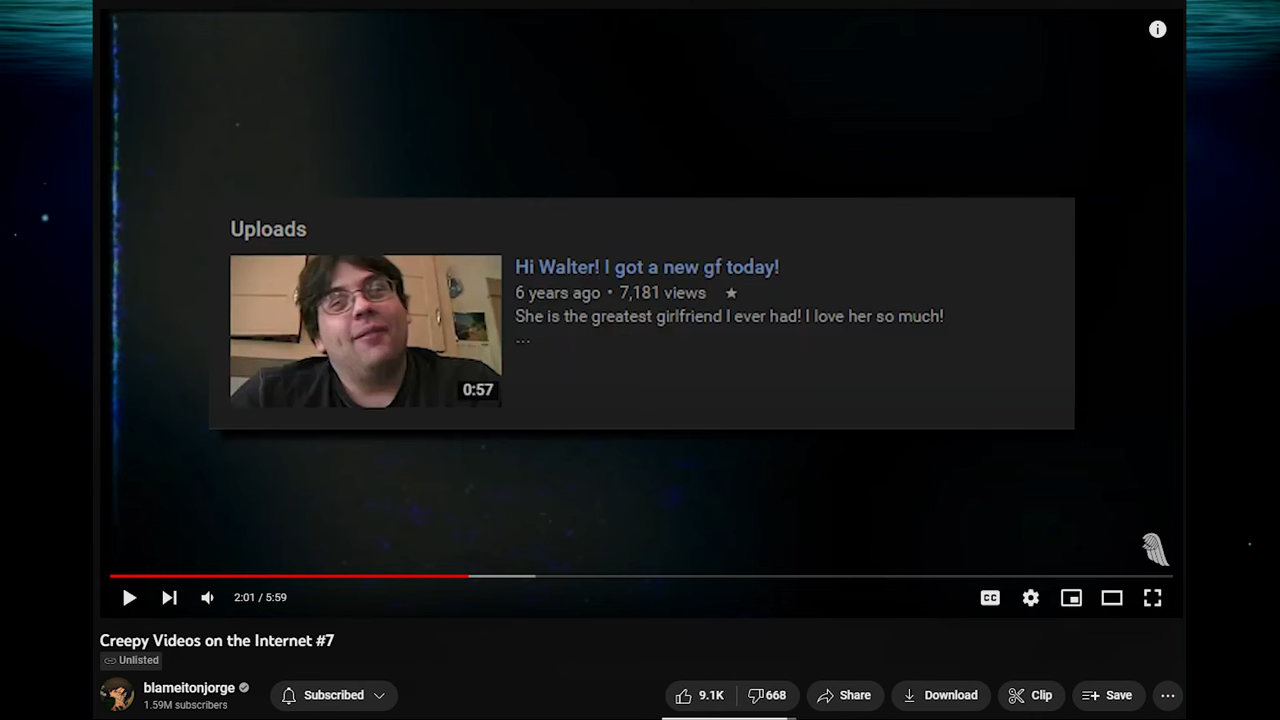 Uploads
Hi Walter! I got a new gf today!
6 years ago • 7,181 views ★
She is the greatest girlfriend I ever had! I love her so much!
...
0:57
2:01 / 5:59
CC
Creepy Videos on the Internet #7
Unlisted
blameitonjorge
1.59M subscribers
Subscribed
9.1K
668
Share
Download
Clip
Save